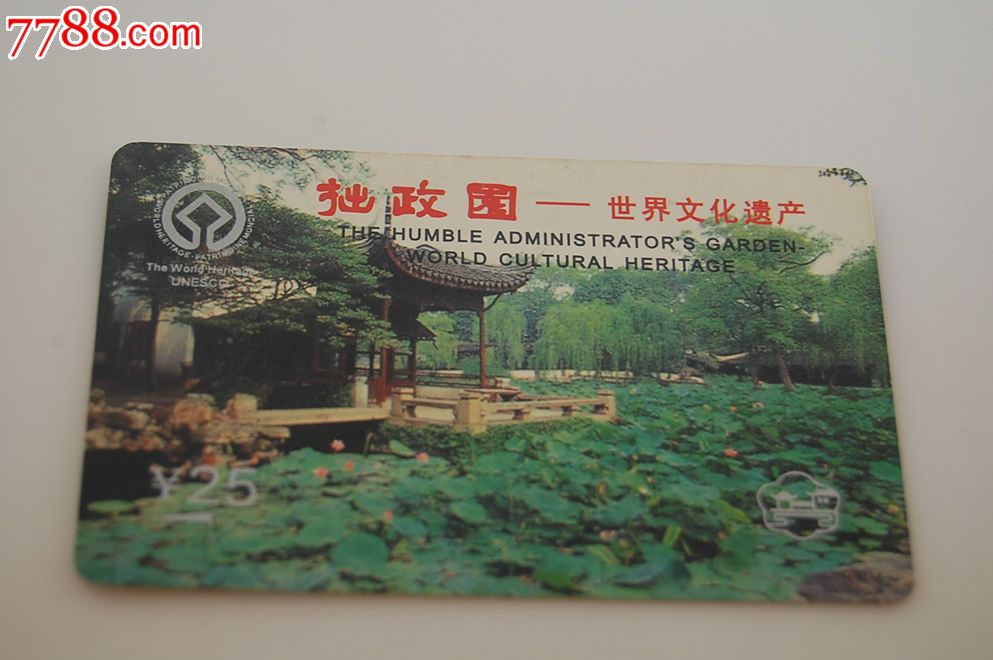 7788.com
拙政園 — 世界文化遗产
THE HUMBLE ADMINISTRATOR'S GARDEN-
WORLD CULTURAL HERITAGE
The World Heritage
UNESCO
¥25